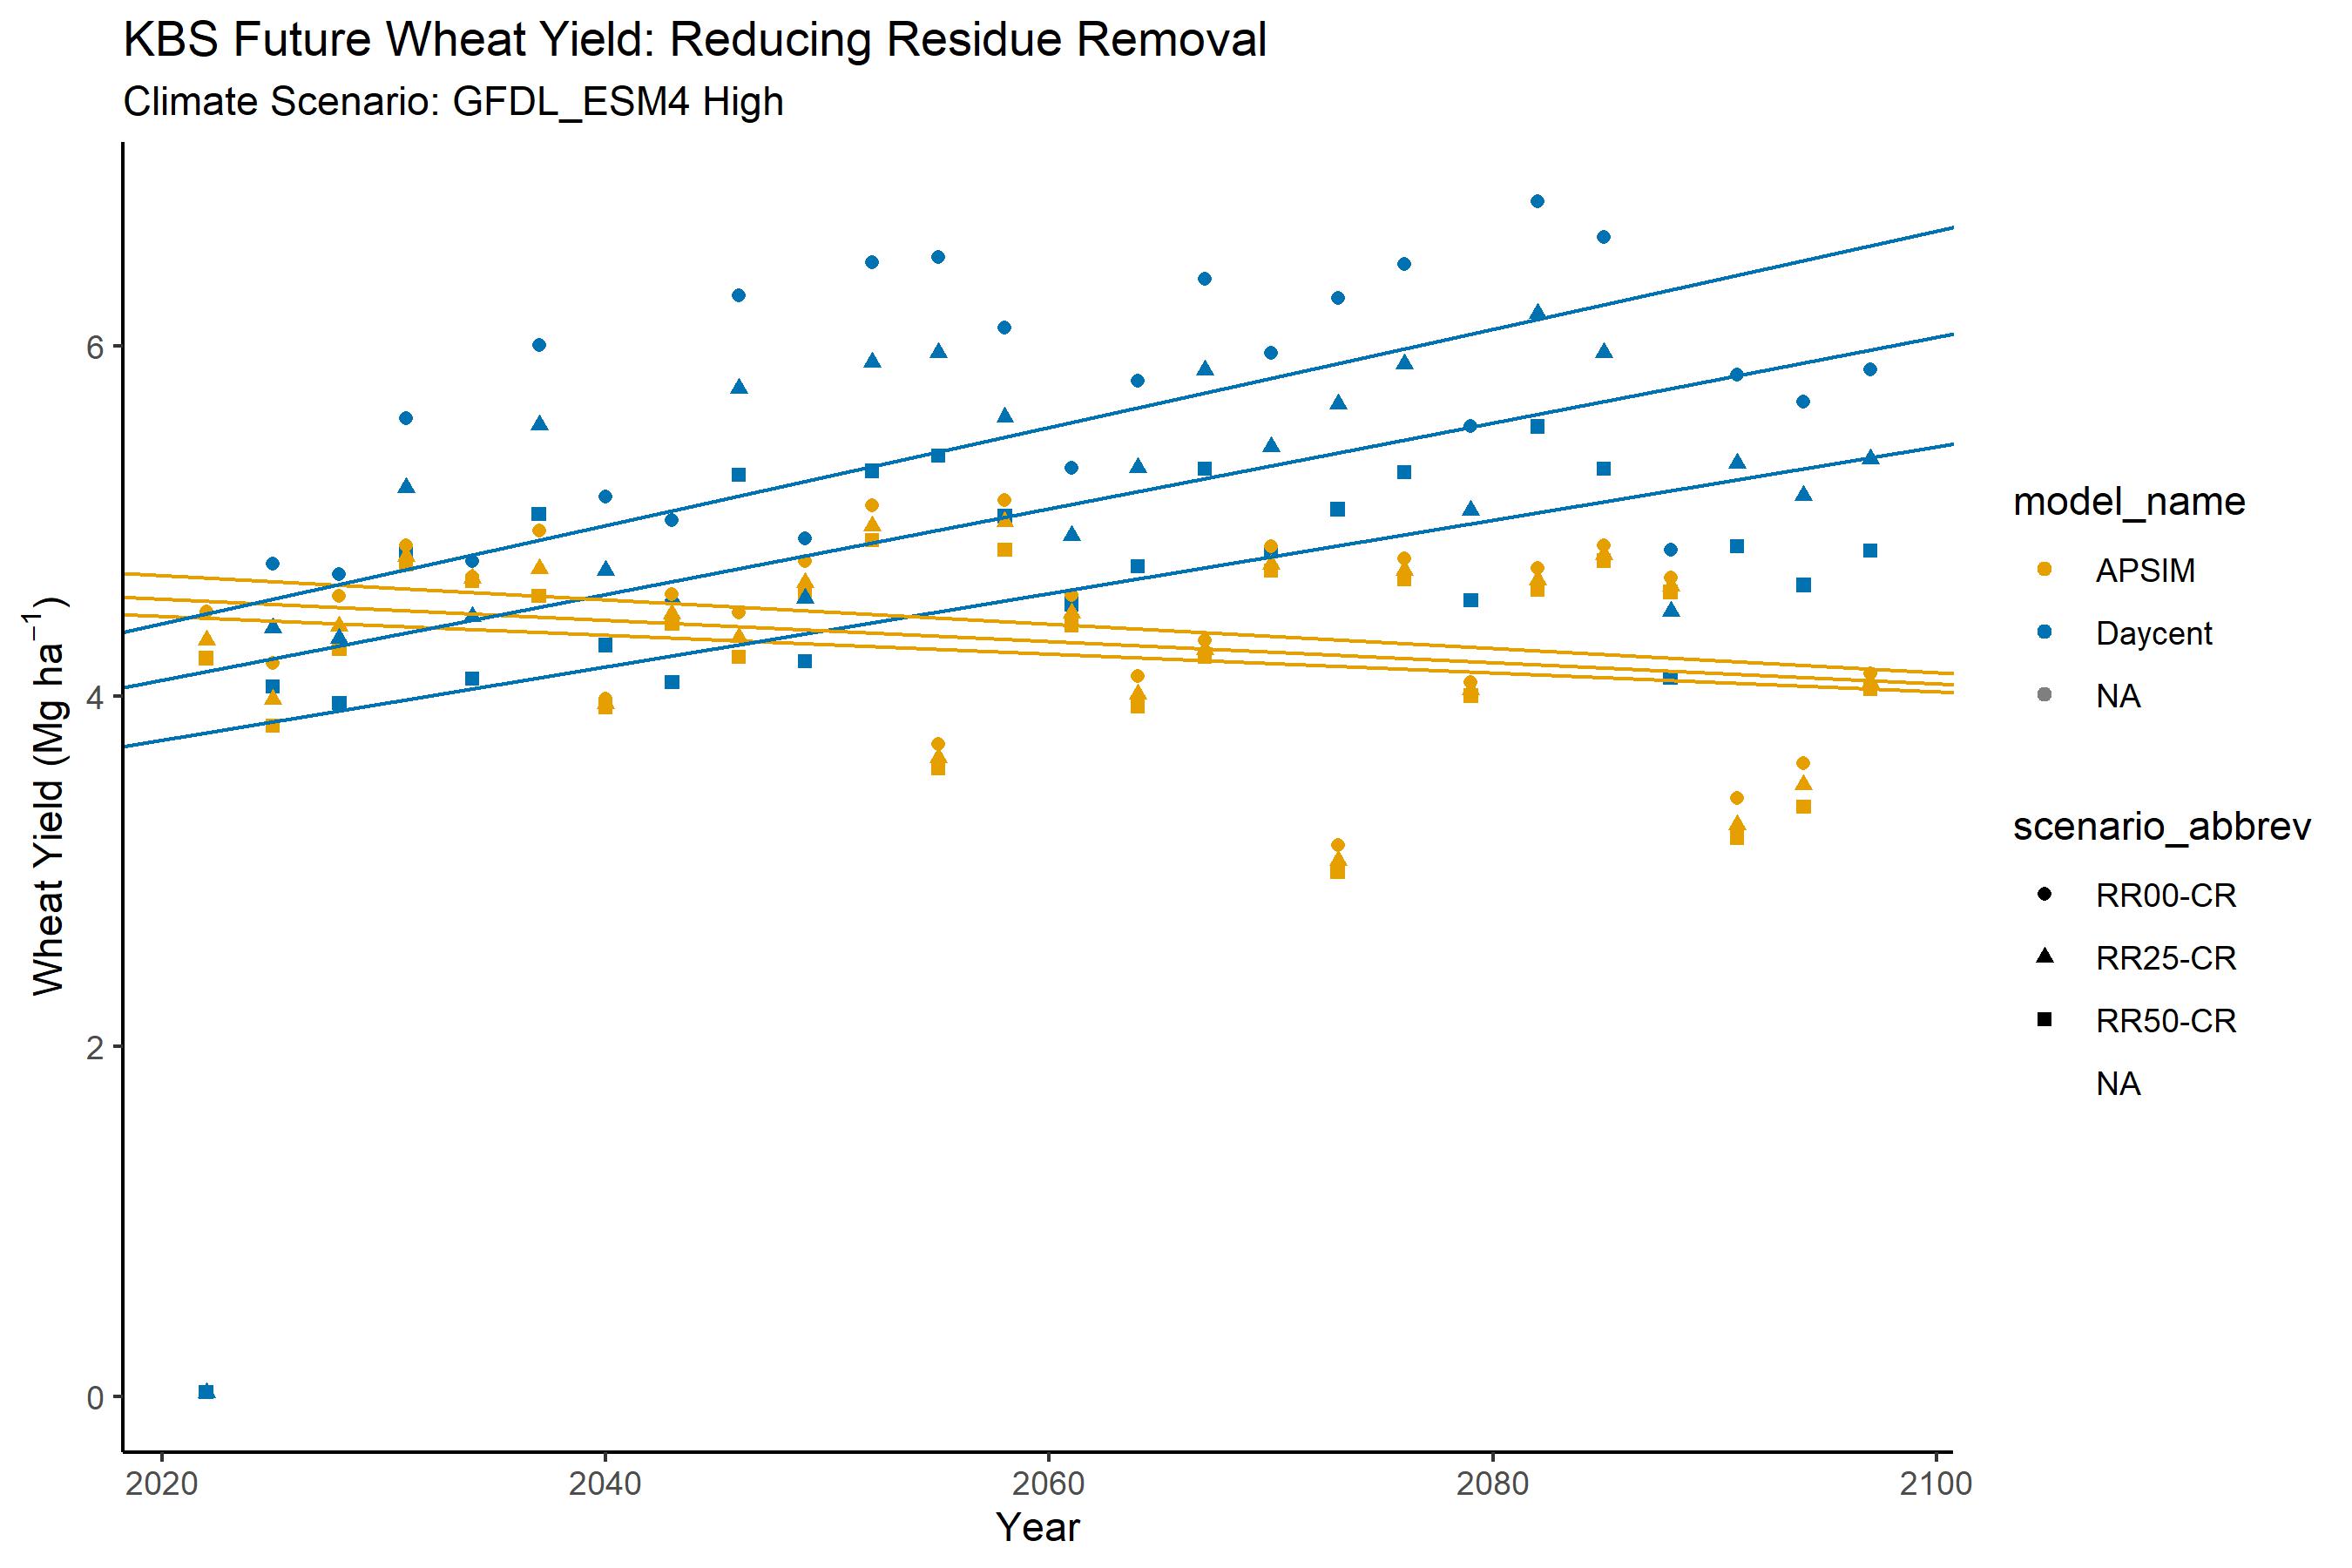 KBS Future Wheat Yield: Reducing Residue Removal
Climate Scenario: GFDL_ESM4 High
Wheat Yield (Mg ha⁻¹)
6
4
2
0
2020
2040
2060
2080
2100
Year
model_name
APSIM
Daycent
NA
scenario_abbrev
RR00-CR
RR25-CR
RR50-CR
NA